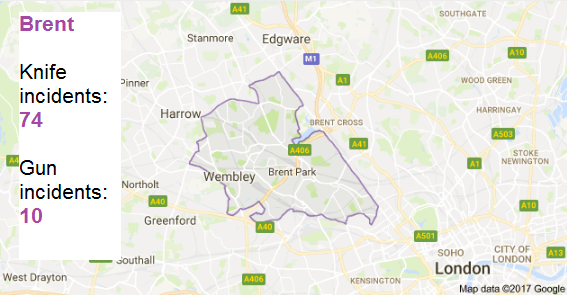 Brent
Knife
incidents:
74
Gun
incidents:
10
A41
SOUTHGATE
Stanmore
Edgware
A406
M1
Pinner
A1
WOOD GREEN
Harrow
BRENT CROSS
HARRINGAY
A503
A41
A406
STOKE
NEWINGTON
A1
Wembley
Brent Park
Northolt
A10
Greenford
A40
A40
A501
SOHO
CITY OF
LONDON
A13
Southall
London
West Drayton
A406
KENSINGTON
Map data ©2017 Google